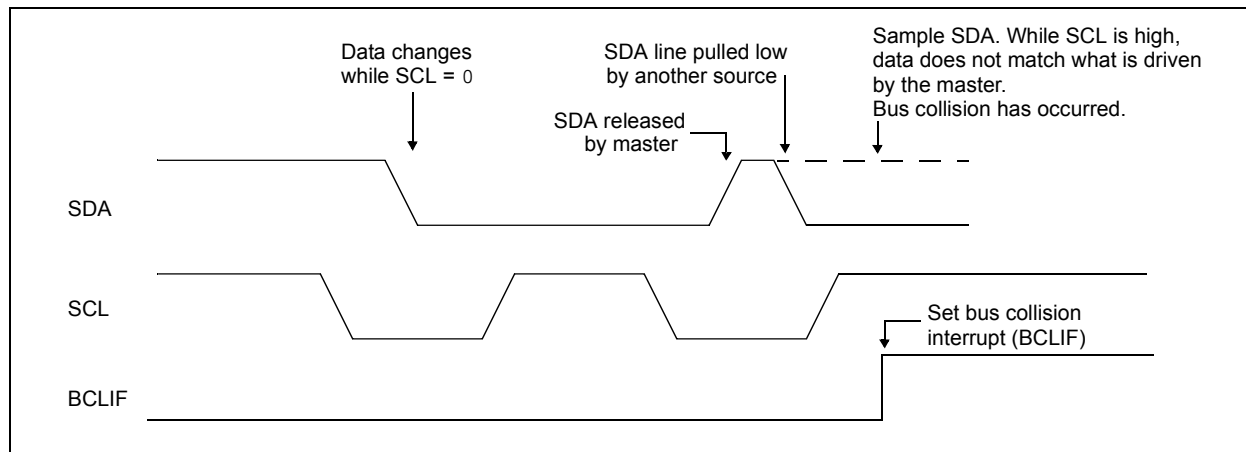 Data changes
while SCL = 0
SDA line pulled low
by another source
Sample SDA. While SCL is high,
data does not match what is driven
by the master.
Bus collision has occurred.
SDA released
by master
SDA
SCL
Set bus collision
interrupt (BCLIF)
BCLIF